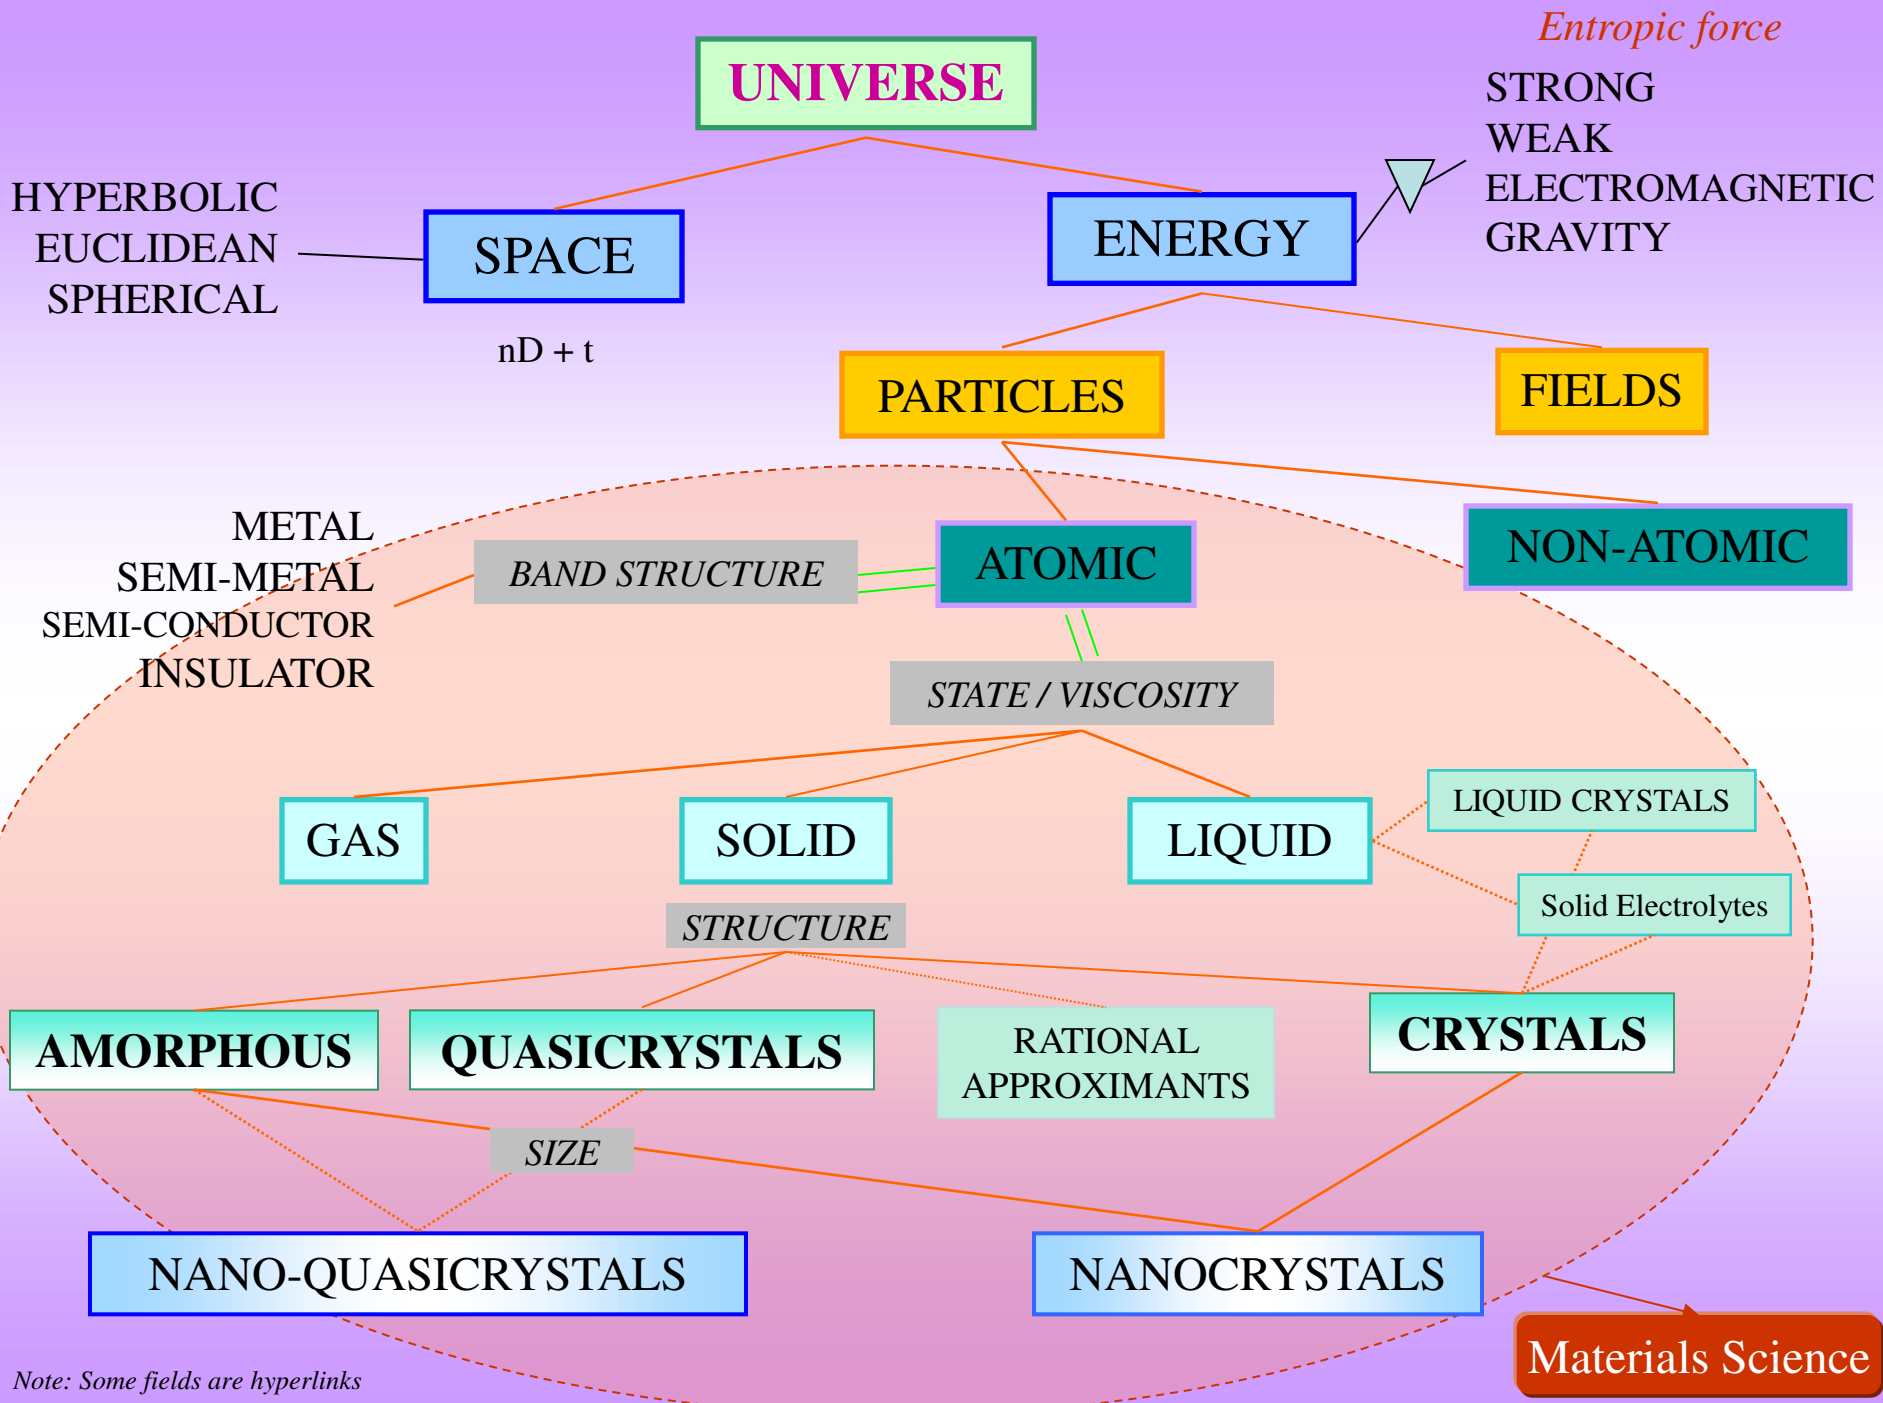 Entropic force
UNIVERSE
STRONG
WEAK
ELECTROMAGNETIC
GRAVITY
HYPERBOLIC
EUCLIDEAN
SPHERICAL
SPACE
ENERGY
nD + t
PARTICLES
FIELDS
METAL
SEMI-METAL
SEMI-CONDUCTOR
INSULATOR
BAND STRUCTURE
ATOMIC
NON-ATOMIC
STATE / VISCOSITY
GAS
SOLID
LIQUID
LIQUID CRYSTALS
Solid Electrolytes
STRUCTURE
AMORPHOUS
QUASICRYSTALS
RATIONAL
APPROXIMANTS
CRYSTALS
SIZE
NANO-QUASICRYSTALS
NANOCRYSTALS
Materials Science
Note: Some fields are hyperlinks